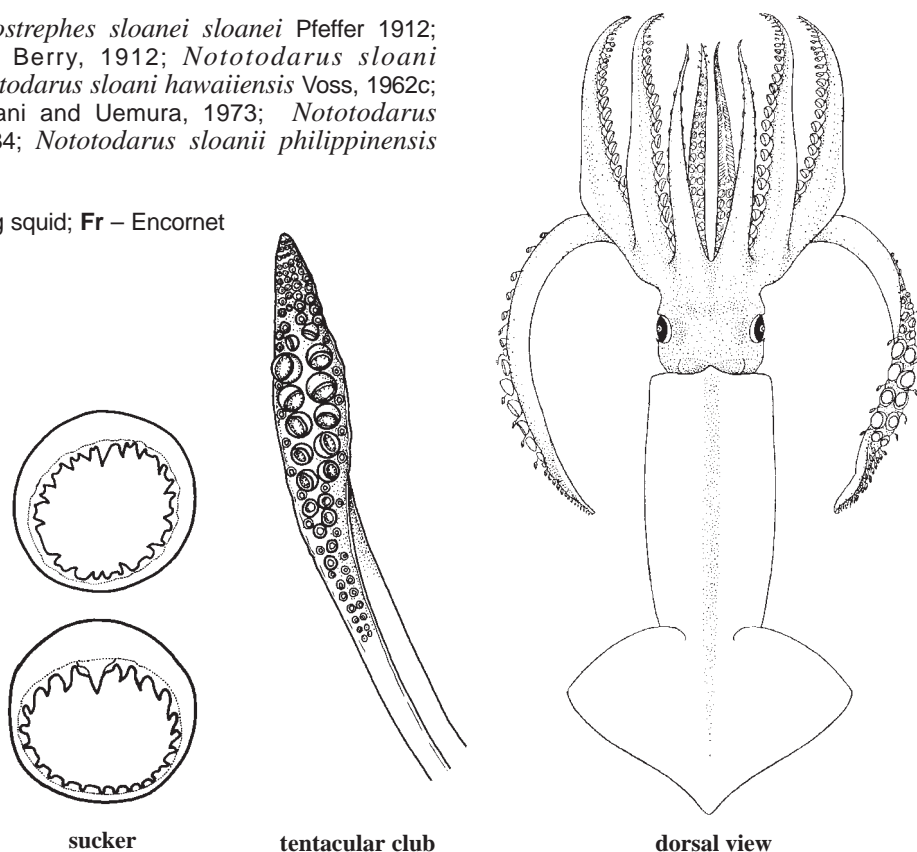 ostrephes sloanei sloanei Pfeffer 1912;
Berry, 1912; Nototodarus sloani
totodarus sloani hawaiiensis Voss, 1962c;
ani and Uemura, 1973; Nototodarus
34; Nototodarus sloanii philippinensis
g squid; Fr – Encornet
sucker
tentacular club
dorsal view